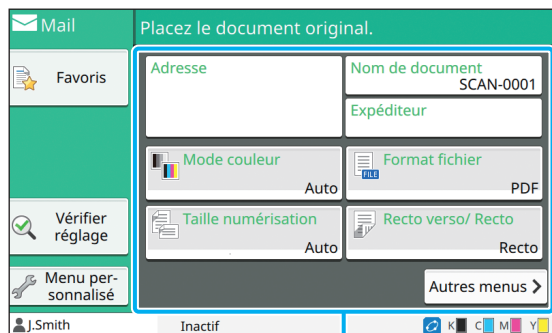 Mail
Placez le document original.
Favoris
Adresse
Nom de document
SCAN-0001
Expéditeur
Mode couleur
Auto
Format fichier
FILE
PDF
Vérifier
réglage
Taille numérisation
Auto
Recto verso/ Recto
Recto
Menu per-
sonnalisé
Autres menus
J.Smith
Inactif
K C M Y